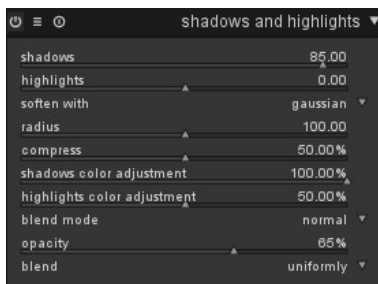 shadows and highlights
shadows 85.00
highlights 0.00
soften with gaussian
radius 100.00
compress 50.00%
shadows color adjustment 100.00%
highlights color adjustment 50.00%
blend mode normal
opacity 65%
blend uniformly